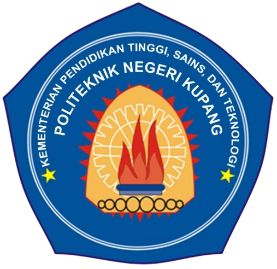 KEMENTERIAN PENDIDIKAN TINGGI, SAINS, DAN TEKNOLOGI
POLITEKNIK NEGERI KUPANG